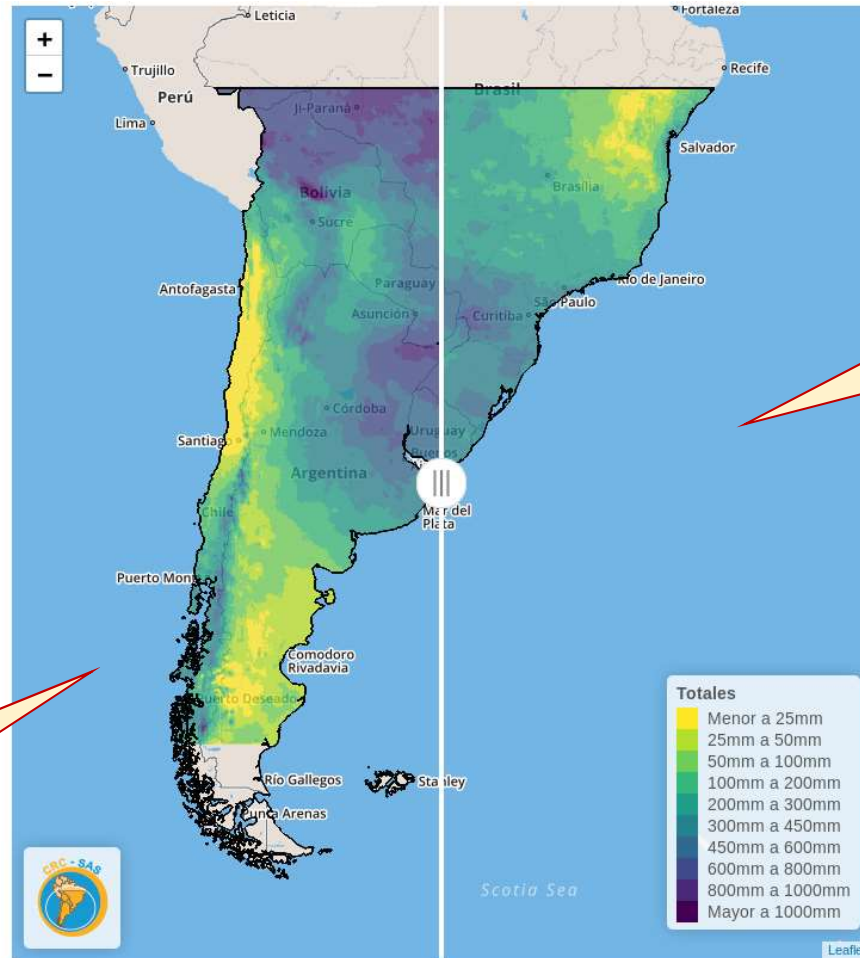 +
−
Leticia
Fortaleza
Trujillo
Perú
Recife
Lima
Ji-Paraná
Brasil
Salvador
Bolivia
Brasília
Sucre
Antofagasta
Paraguay
Río de Janeiro
São Paulo
Asunción
Curitiba
Córdoba
Santiago
Mendoza
Uruguay
Buenos
Argentina
Chile
Mar del
Plata
Puerto Mont
Comodoro
Rivadavia
Puerto Deseado
Río Gallegos
Stanley
Punta Arenas
Scotia Sea
CRC - SAS
Totales
Menor a 25mm
25mm a 50mm
50mm a 100mm
100mm a 200mm
200mm a 300mm
300mm a 450mm
450mm a 600mm
600mm a 800mm
800mm a 1000mm
Mayor a 1000mm
Leafle